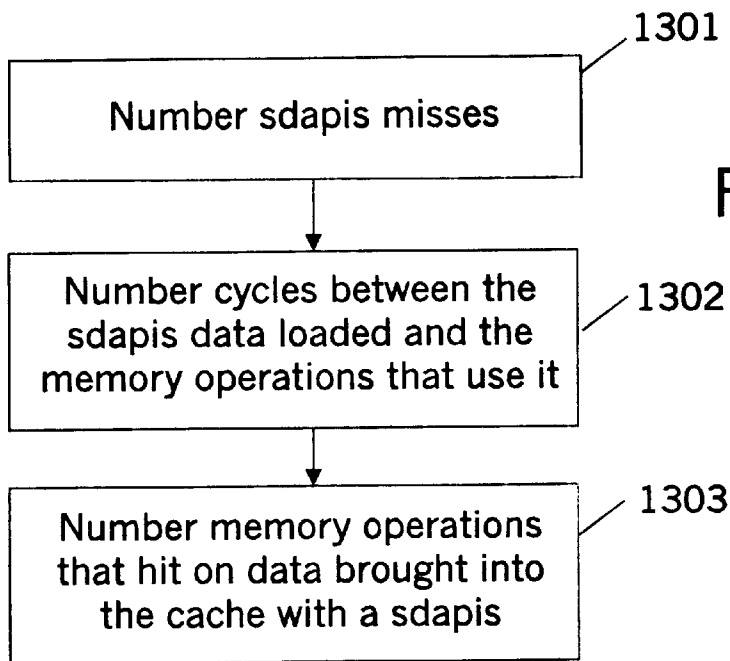 1301
Number sdapis misses
F
1302
Number cycles between the
sdapis data loaded and the
memory operations that use it
1303
Number memory operations
that hit on data brought into
the cache with a sdapis